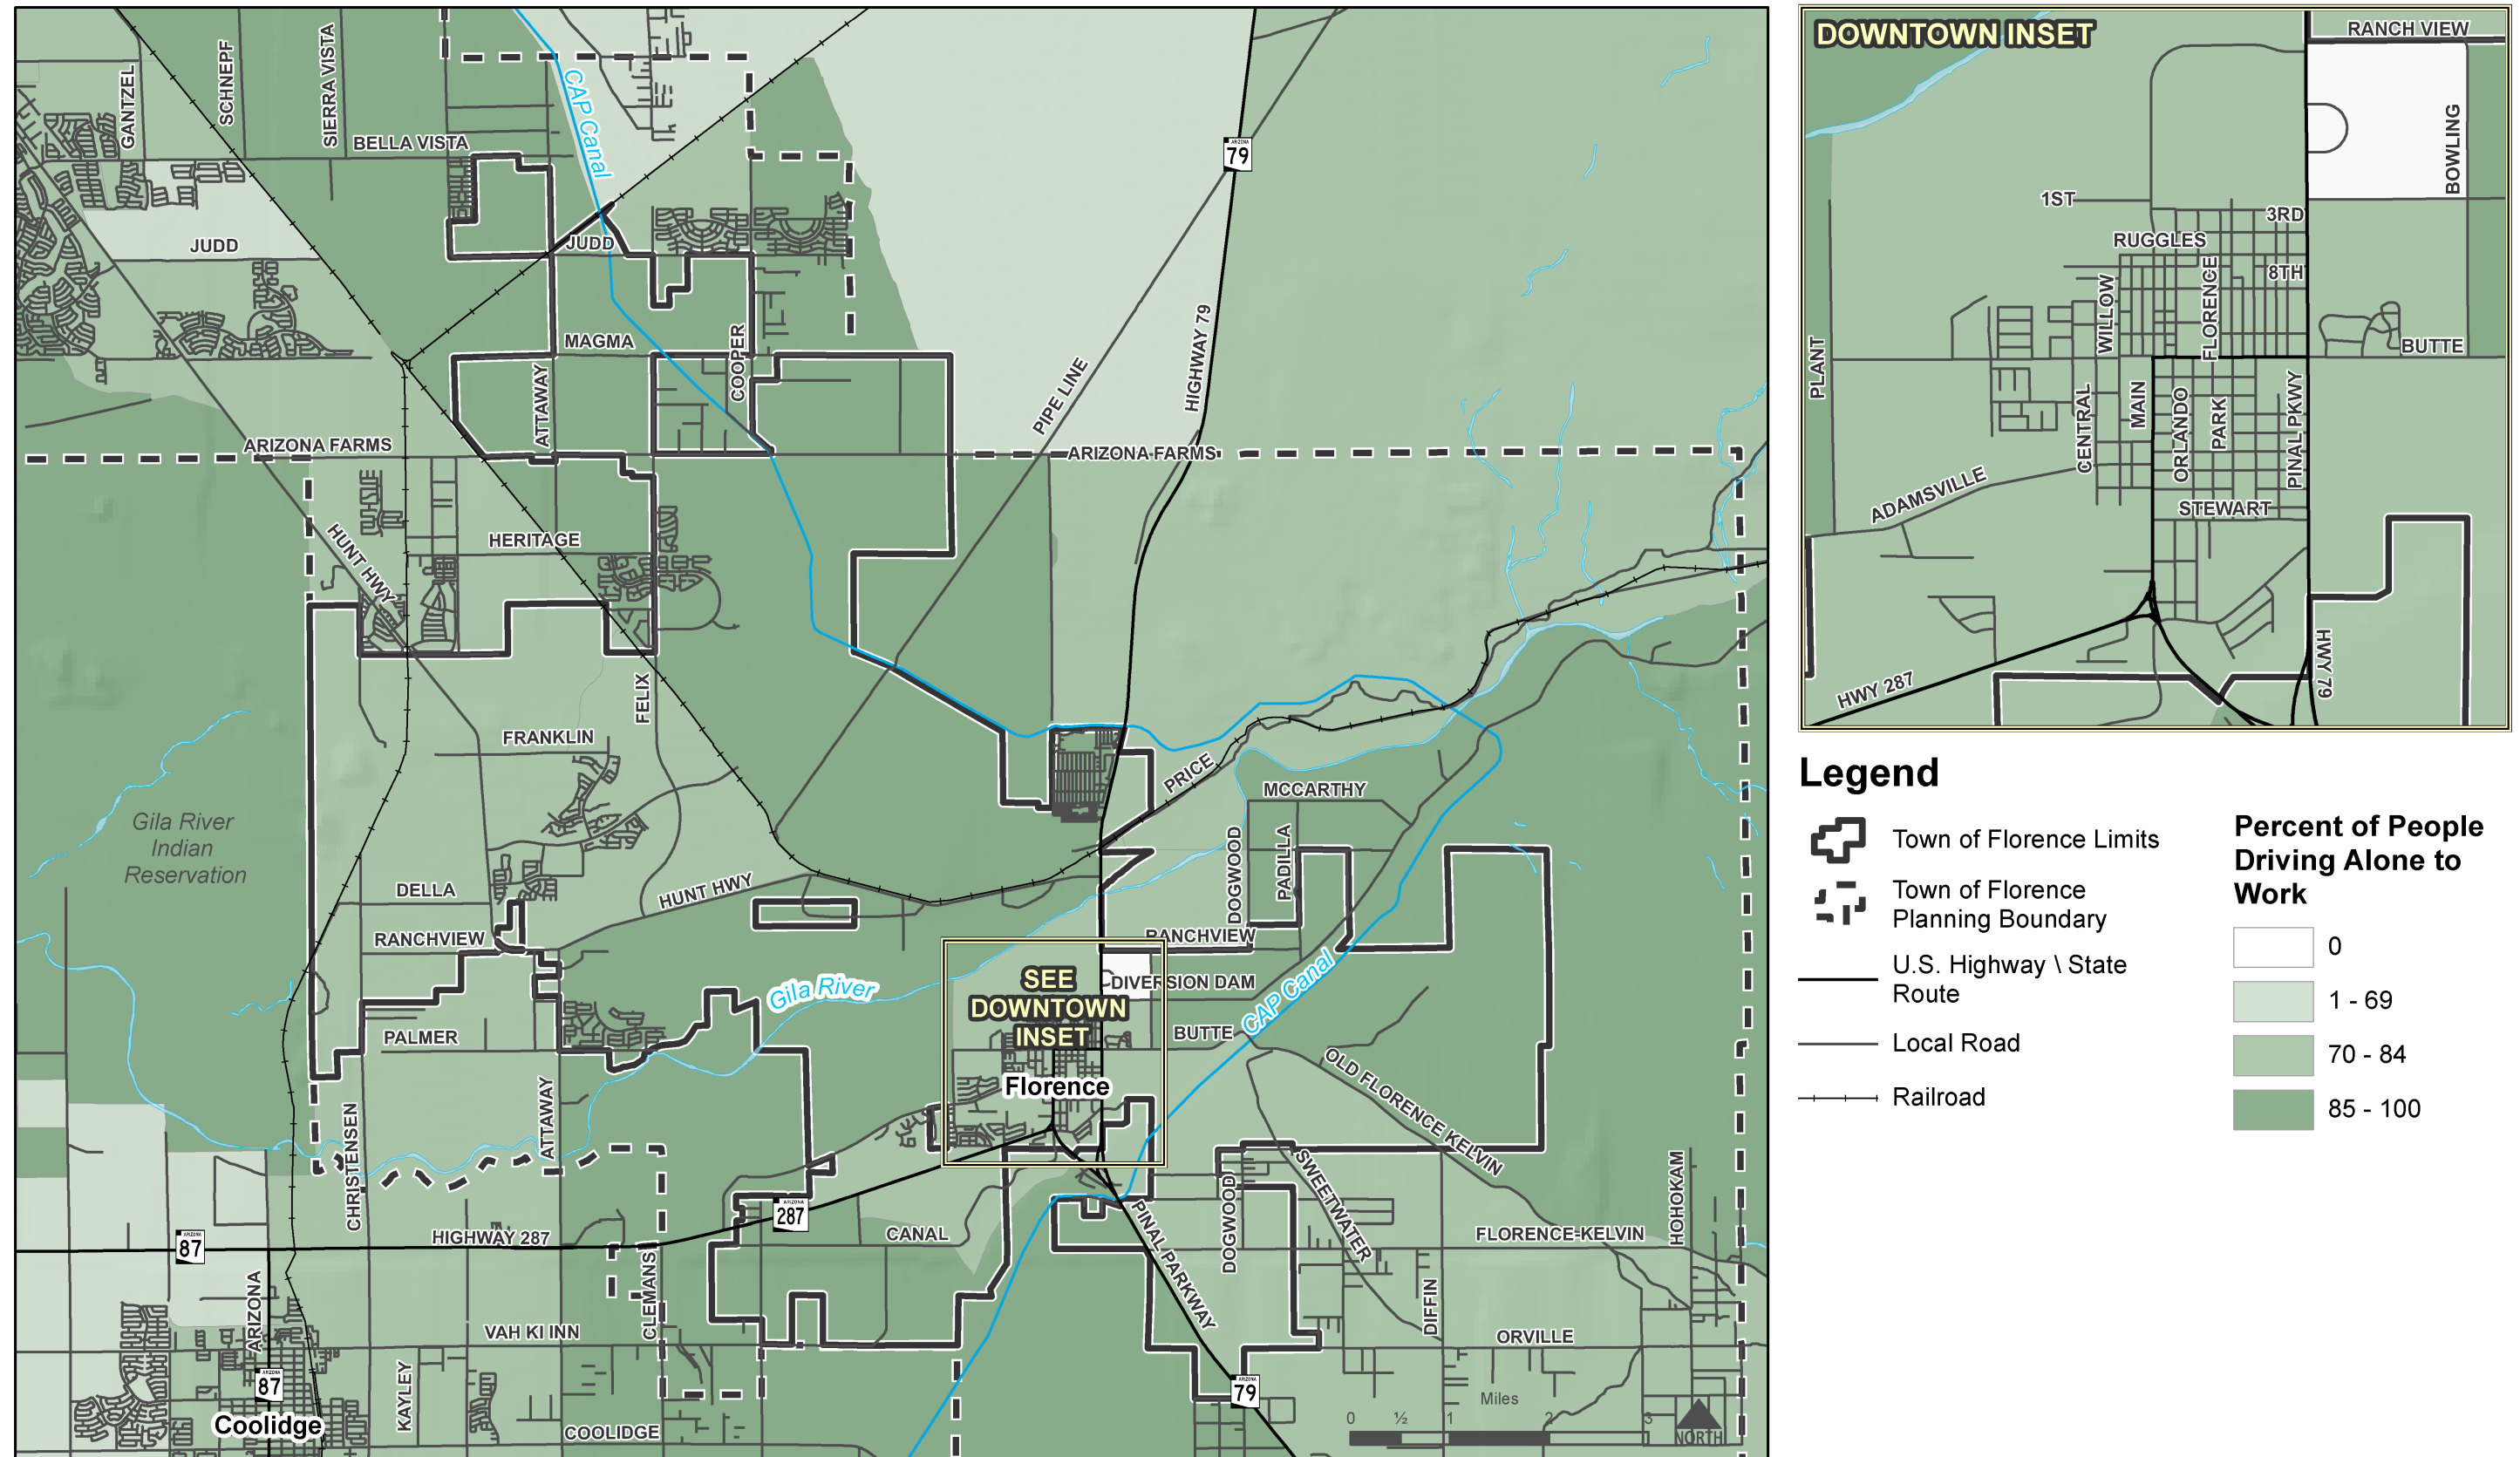 GANTZEL
SCHNEPF
SIERRA VISTA
BELLA VISTA
CAP Canal
ARIZONA
79
JUDD
JUDD
MAGMA
COOPER
ATTAWAY
PIPE LINE
HIGHWAY 79
ARIZONA FARMS
ARIZONA FARMS
HUNT HWY
HERITAGE
FELIX
FRANKLIN
PRICE
MCCARTHY
Gila River
Indian
Reservation
DOGWOOD
PADILLA
DELLA
HUNT HWY
RANCHVIEW
RANCHVIEW
SEE
DOWNTOWN
INSET
DIVERSION DAM
CAP Canal
Gila River
PALMER
BUTTE
Florence
OLD FLORENCE KELVIN
CHRISTENSEN
ATTAWAY
SWEETWATER
DOGWOOD
HOHOKAM
ARIZONA
287
ARIZONA
87
HIGHWAY 287
CANAL
PINAL PARKWAY
FLORENCE-KELVIN
ARIZONA
CLEMANS
DIFFIN
VAH KI INN
ORVILLE
ARIZONA
87
KAYLEY
ARIZONA
79
Coolidge
COOLIDGE
Miles
0 ½ 1 2 3
NORTH
DOWNTOWN INSET
RANCH VIEW
BOWLING
1ST
3RD
RUGGLES
8TH
WILLOW
FLORENCE
PLANT
BUTTE
CENTRAL
MAIN
ORLANDO
PARK
PINAL PKWY
ADAMSVILLE
STEWART
HWY 287
HWY 79
Legend
Town of Florence Limits
Town of Florence
Planning Boundary
U.S. Highway \ State
Route
Local Road
Railroad
Percent of People
Driving Alone to
Work
0
1 - 69
70 - 84
85 - 100